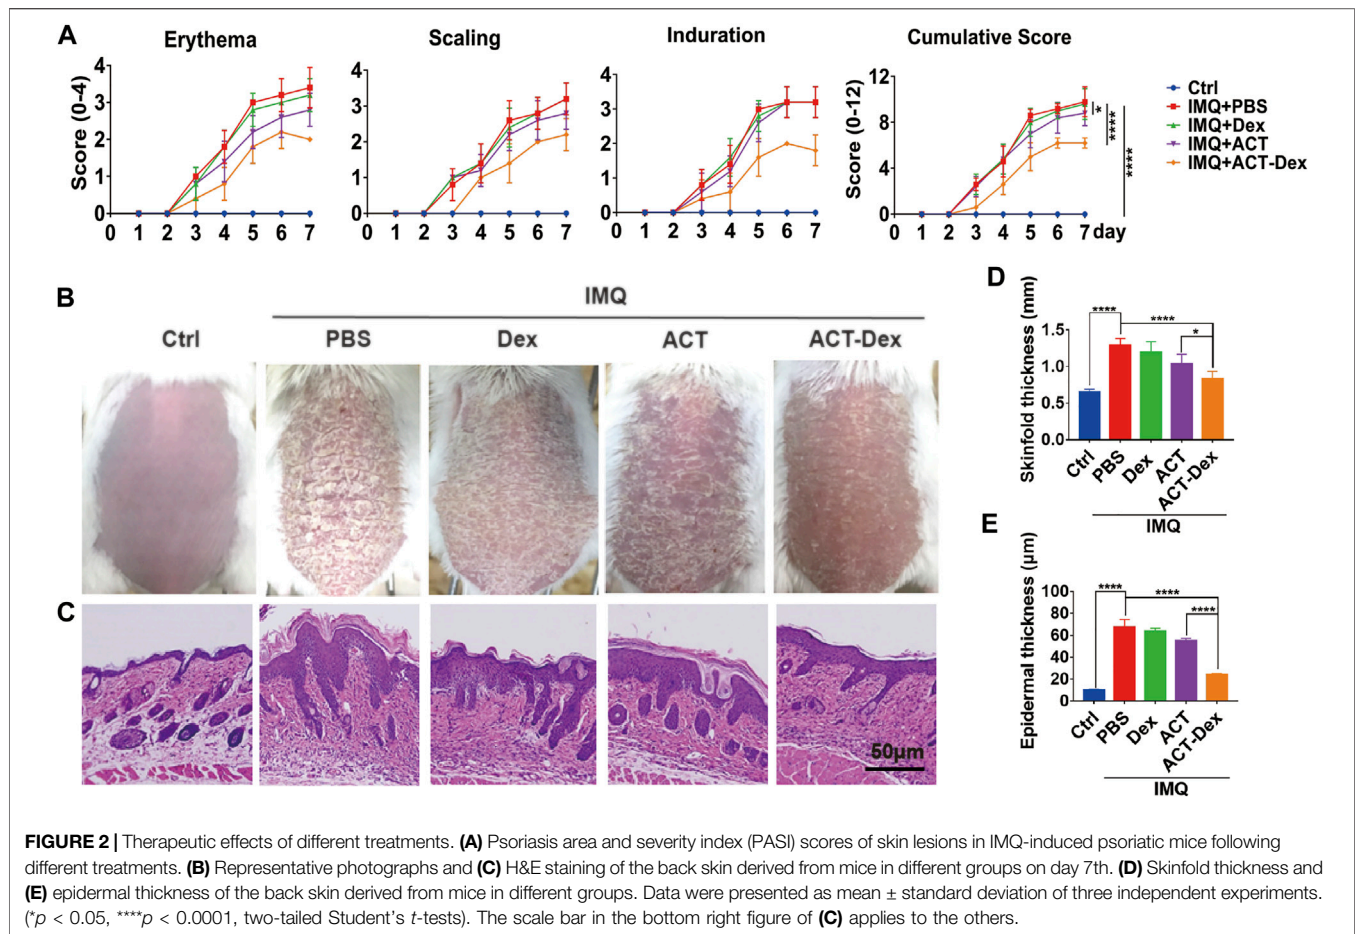 A
Erythema
Scaling
Induration
Cumulative Score
Score (0-4)
4
3
2
1
0
0 1 2 3 4 5 6 7
4
3
2
1
0
0 1 2 3 4 5 6 7
4
3
2
1
0
0 1 2 3 4 5 6 7
Score (0-12)
12
8
4
0
0 1 2 3 4 5 6 7 day
*
****
****
Ctrl
IMQ+PBS
IMQ+Dex
IMQ+ACT
IMQ+ACT-Dex
B
IMQ
Ctrl PBS Dex ACT ACT-Dex
C
50μm
D
Skinfold thickness (mm)
1.5
1.0
0.5
0.0
**** **** *
Ctrl PBS Dex ACT ACT-Dex
IMQ
E
Epidermal thickness (μm)
100
80
60
40
20
0
**** **** ****
Ctrl PBS Dex ACT ACT-Dex
IMQ
FIGURE 2 | Therapeutic effects of different treatments. (A) Psoriasis area and severity index (PASI) scores of skin lesions in IMQ-induced psoriatic mice following
different treatments. (B) Representative photographs and (C) H&E staining of the back skin derived from mice in different groups on day 7th. (D) Skinfold thickness and
(E) epidermal thickness of the back skin derived from mice in different groups. Data were presented as mean ± standard deviation of three independent experiments.
(*p < 0.05, ****p < 0.0001, two-tailed Student's t-tests). The scale bar in the bottom right figure of (C) applies to the others.